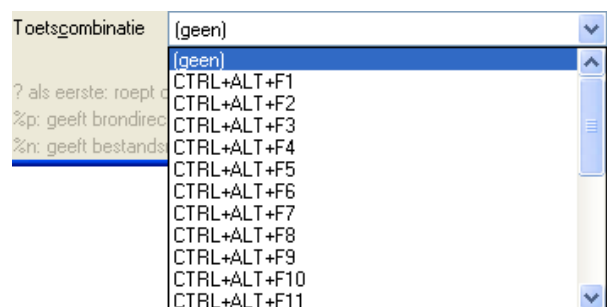 Toetscombinatie (geen)
(geen)
CTRL+ALT+F1
CTRL+ALT+F2
? als eerste: roept
CTRL+ALT+F3
%p: geeft brondirec
CTRL+ALT+F4
%n: geeft bestands
CTRL+ALT+F5
CTRL+ALT+F6
CTRL+ALT+F7
CTRL+ALT+F8
CTRL+ALT+F9
CTRL+ALT+F10
CTRL+ALT+F11